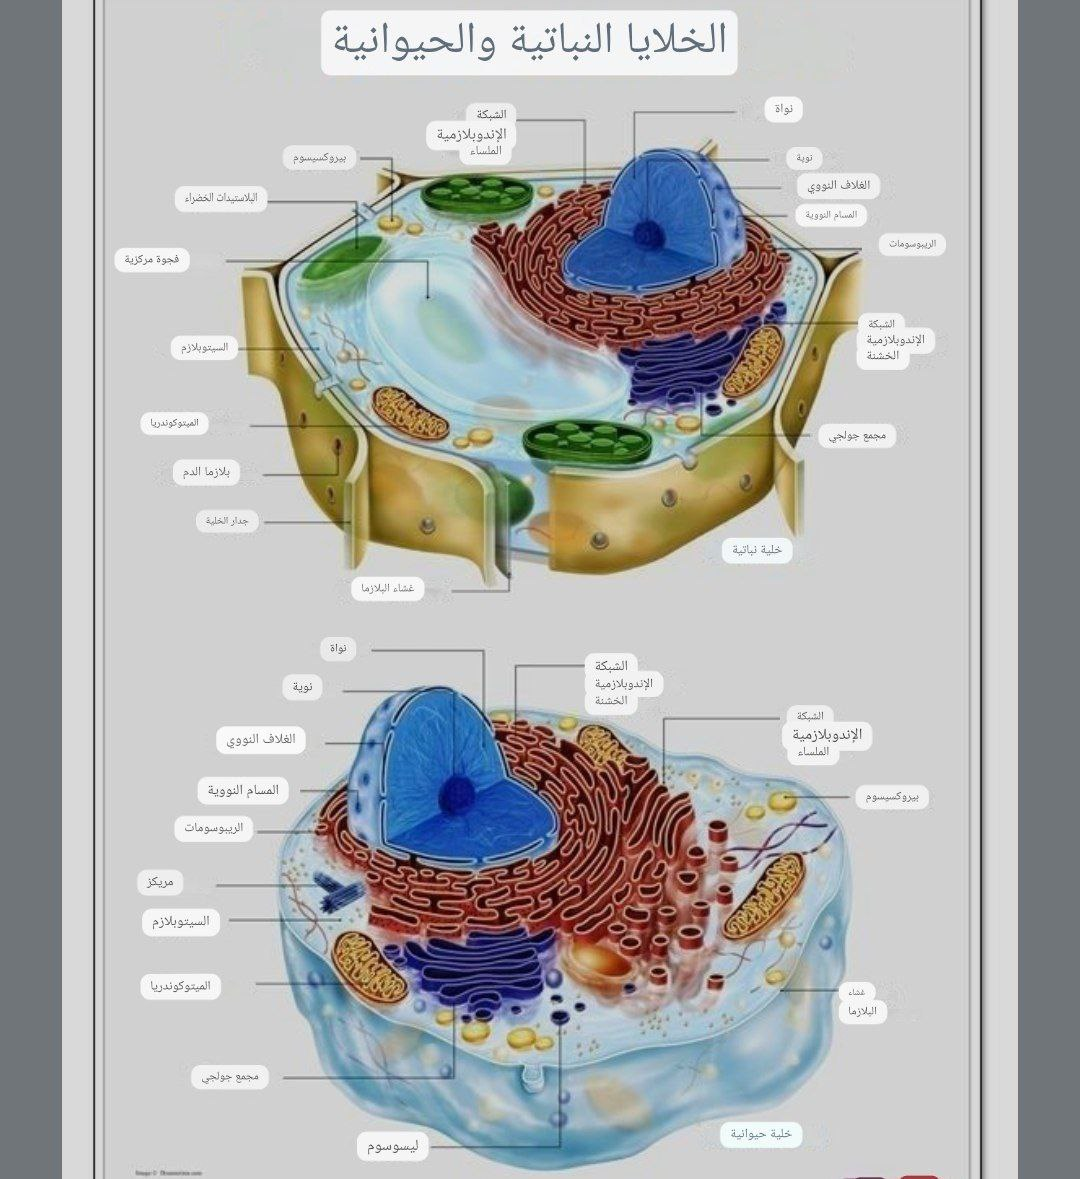 الخلايا النباتية والحيوانية
نواة
الشبكة
الإندوبلازمية
الملساء
نوية
بيروكسيسوم
الغلاف النووي
البلاستيدات الخضراء
المسام النووية
الريبوسومات
فجوة مركزية
الشبكة
الإندوبلازمية
الخشنة
السيتوبلازم
الميتوكوندريا
مجمع جولجي
بلازما الدم
جدار الخلية
خلية نباتية
غشاء البلازما
نواة
الشبكة
الإندوبلازمية
الخشنة
نوية
الشبكة
الإندوبلازمية
الملساء
الغلاف النووي
المسام النووية
بيروكسيسوم
الريبوسومات
مريكز
السيتوبلازم
الميتوكوندريا
غشاء
البلازما
مجمع جولجي
خلية حيوانية
ليسوسوم